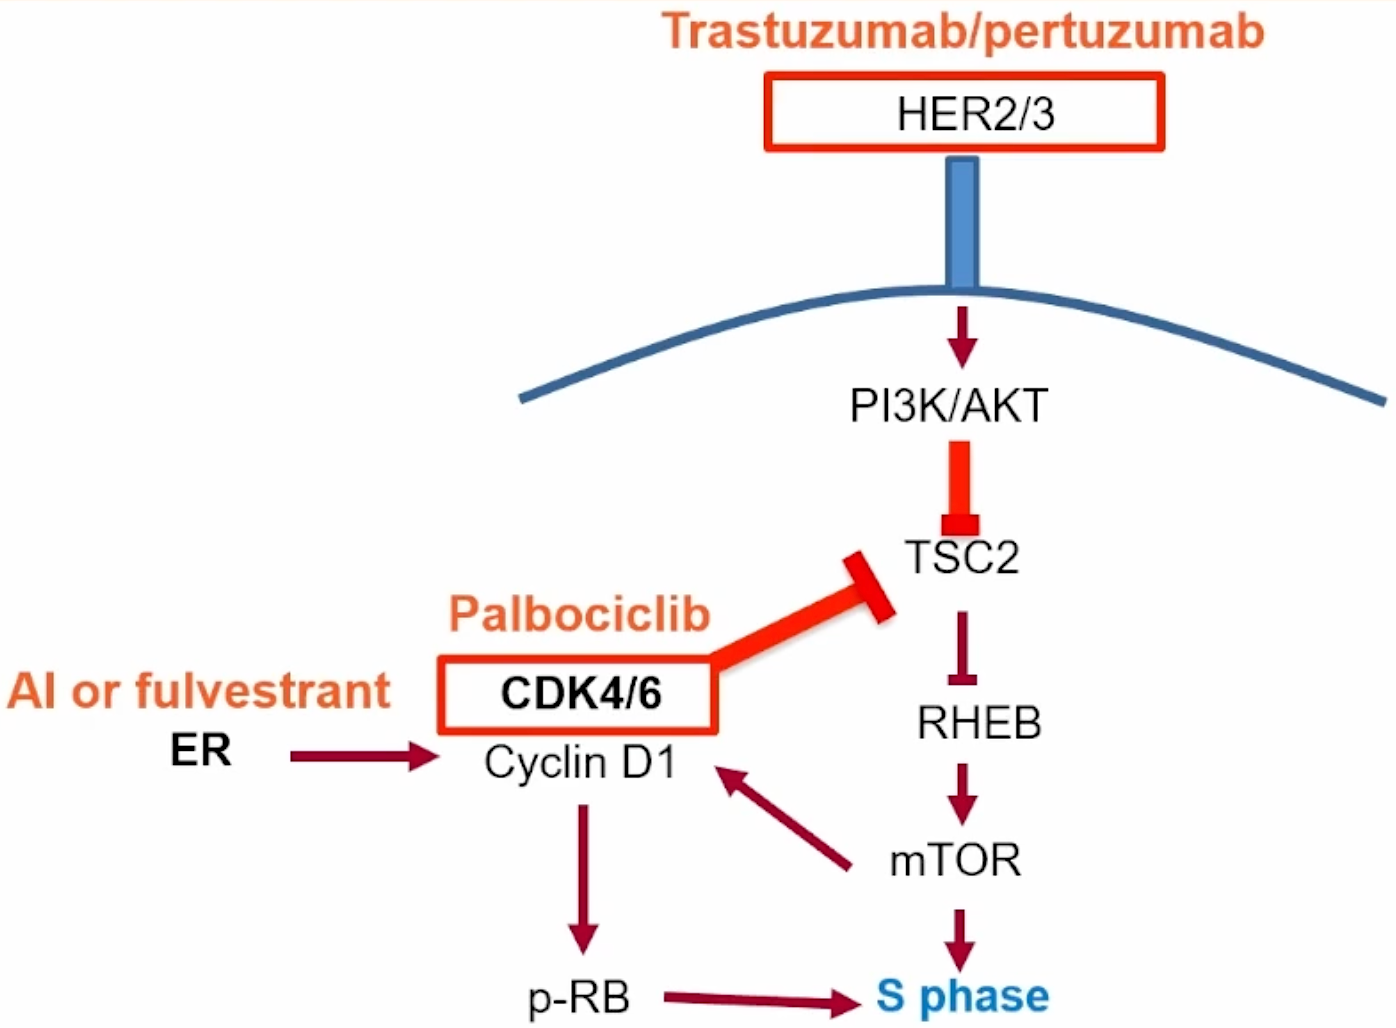 Trastuzumab/pertuzumab
HER2/3
PI3K/AKT
TSC2
Palbociclib
CDK4/6
AI or fulvestrant
ER
Cyclin D1
RHEB
mTOR
p-RB
S phase